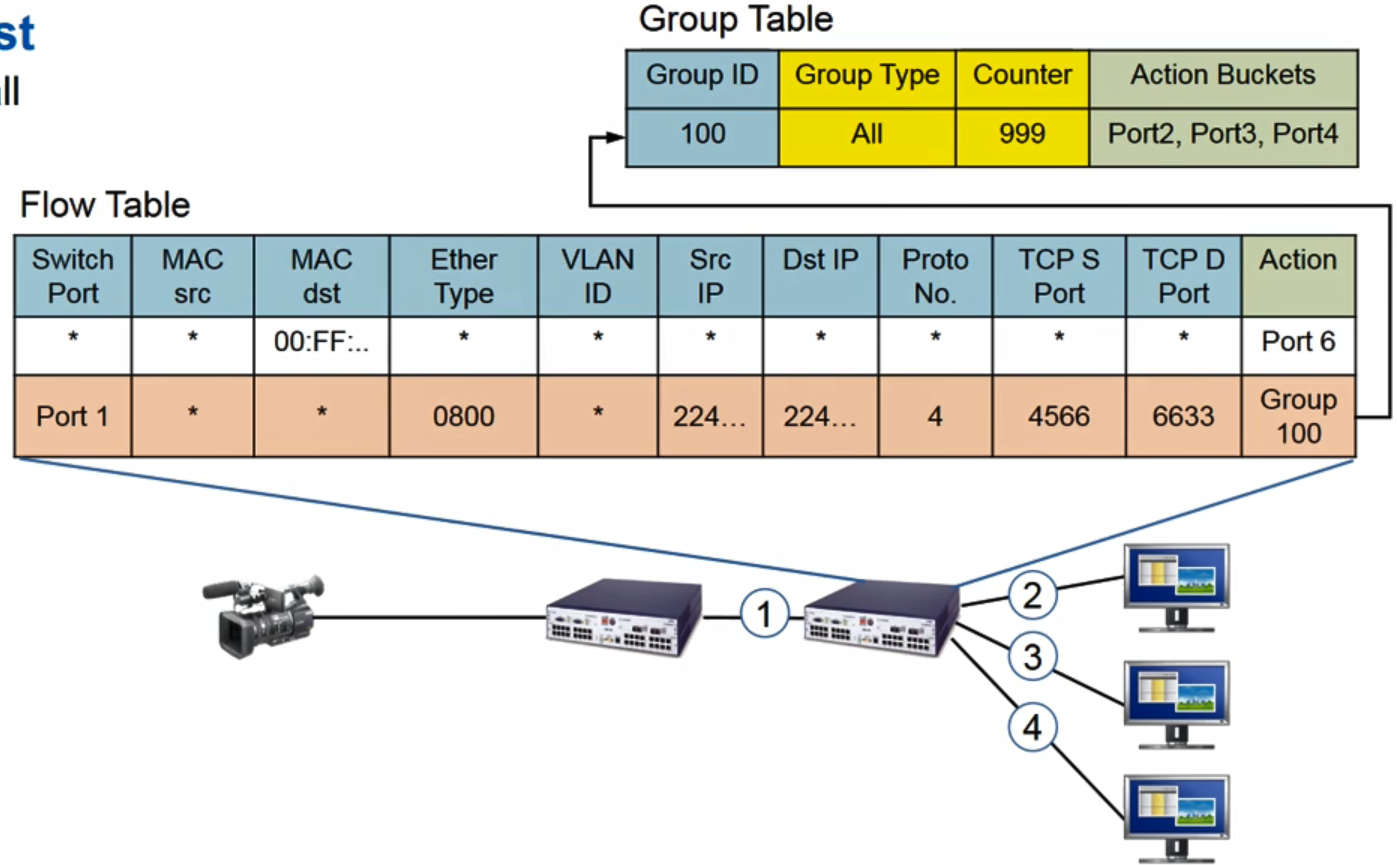 st
all
Group Table
Group ID Group Type Counter Action Buckets
100 All 999 Port2, Port3, Port4
Flow Table
Switch Port MAC src MAC dst Ether Type VLAN ID Src IP Dst IP Proto No. TCP S Port TCP D Port Action
* * 00:FF:.. * * * * * * * Port 6
Port 1 * * 0800 * 224... 224... 4 4566 6633 Group 100
1
2
3
4